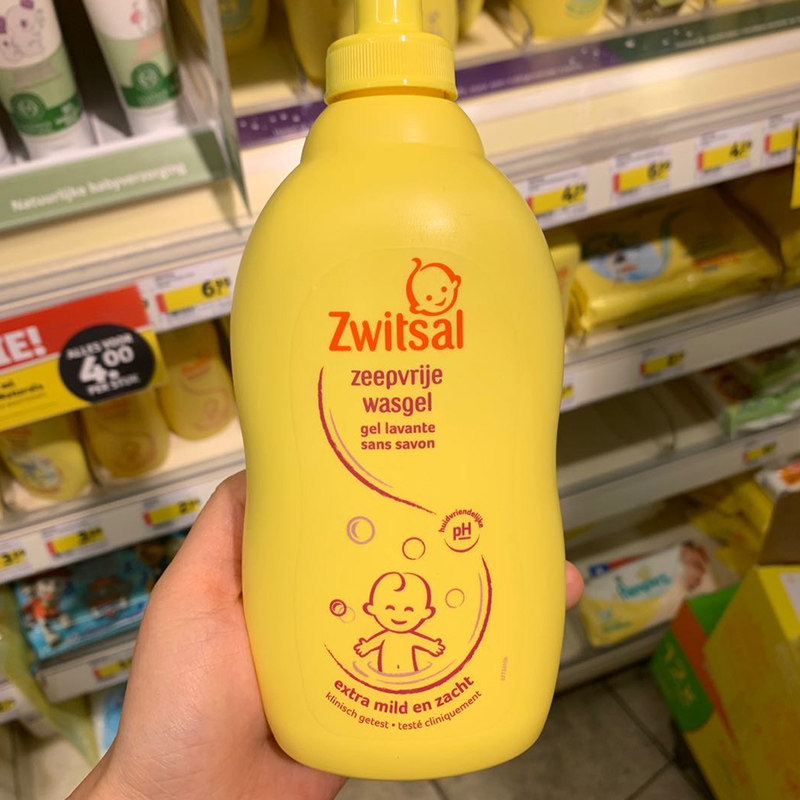 Zwitsal
zeepvrije
wasgel
gel lavante
sans savon
huidvriendelijke
pH
extra mild en zacht
klinisch getest • testé cliniquement
Natuurlijke babyverzorging
ALLES VOOR
4.00
PER STUK
Pampers